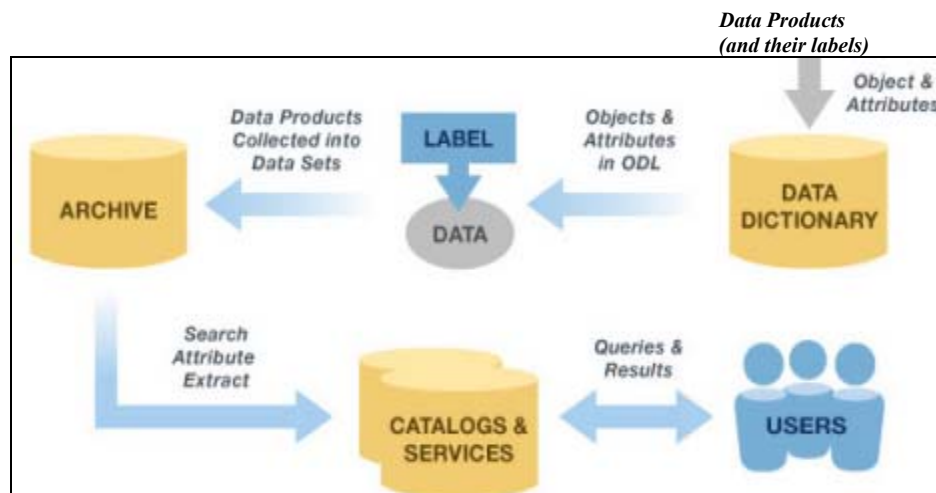 Data Products
(and their labels)
Object &
Attributes
Data Products
Collected into
Data Sets
LABEL
Objects &
Attributes
in ODL
ARCHIVE
DATA
DATA
DICTIONARY
Search
Attribute
Extract
Queries &
Results
CATALOGS &
SERVICES
USERS